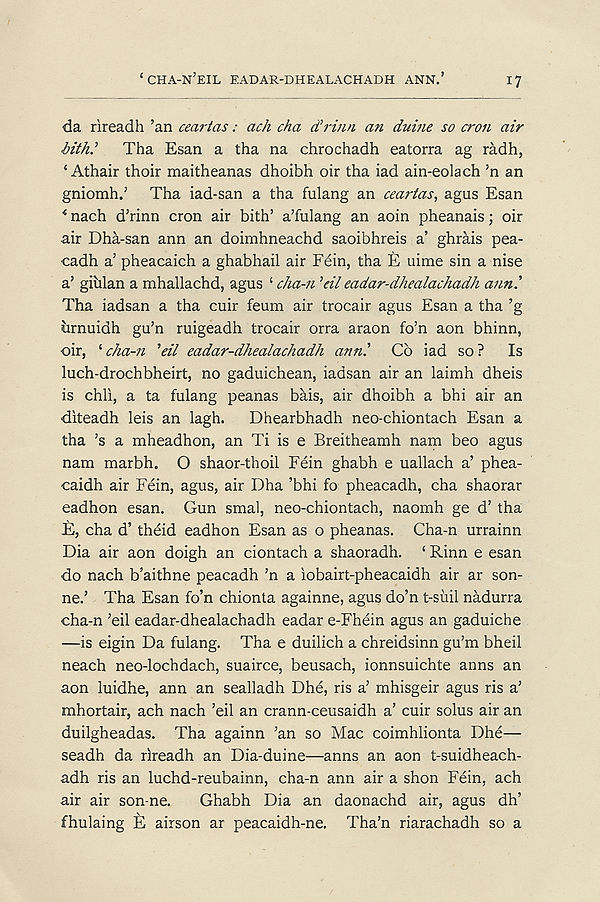 ‘ CHA-N’EIL EADAR-DHEALACHADH ANN.’ 17
da rìreadh ’an ceartas: ach cha d’rinn an duine so cron air
bith.’ Tha Esan a tha na chrochadh eatorra ag ràdh,
‘ Athair thoir maitheanas dhoibh oir tha iad ain-eolach ’n an
gniomh.’ Tha iad-san a tha fulang an ceartas, agus Esan
‘ nach d’rinn cron air bith’ a’fulang an aoin pheanais; oir
air Dhà-san ann an doimhneachd saoibhreis a’ ghràis pea-
cadh a’ pheacaich a ghabhail air Féin, tha È uime sin a nise
a’ giùlan a mhallachd, agus ‘ cha-n ’eil eadar-dhealachadh ann.’
Tha iadsan a tha cuir feum air trocair agus Esan a tha ’g
ùrnuidh gu’n ruigeadh trocair orra araon fo’n aon bhinn,
oir, ‘ cha-n ’eil eadar-dhealachadh ann.’ Cò iad so? Is
luch-drochbheirt, no gaduichean, iadsan air an laimh dheis
is chlì, a ta fulang peanas bàis, air dhoibh a bhi air an
dìteadh leis an lagh. Dhearbhadh neo-chiontach Esan a
tha ’s a mheadhon, an Ti is e Breitheamh nam beo agus
nam marbh. O shaor-thoil Féin ghabh e uallach a’ phea-
caidh air Féin, agus, air Dha ’bhi fo pheacadh, cha shaorar
eadhon esan. Gun smal, neo-chiontach, naomh ge d’ tha
È, cha d’ théid eadhon Esan as o pheanas. Cha-n urrainn
Dia air aon doigh an ciontach a shaoradh. ‘ Rinn e esan
do nach b’aithne peacadh ’n a ìobairt-pheacaidh air ar son-
ne.’ Tha Esan fo’n chionta againne, agus do’n t-sùil nàdurra
cha-n ’eil eadar-dhealachadh eadar e-Fhéin agus an gaduiche
—is eigin Da fulang. Tha e duilich a chreidsinn gu’m bheil
neach neo-lochdach, suairce, beusach, ionnsuichte anns an
aon luidhe, ann an sealladh Dhé, ris a’ mhisgeir agus ris a’
mhortair, ach nach ’eil an crann-ceusaidh a’ cuir solus air an
duilgheadas. Tha againn ’an so Mac coimhlionta Dhé—
seadh da rìreadh an Dia-duine—anns an aon t-suidheach-
adh ris an luchd-reubainn, cha-n ann air a shon Féin, ach
air air son-ne. Ghabh Dia an daonachd air, agus dh’
fhulaing È airson ar peacaidh-ne. Tha’n riarachadh so a